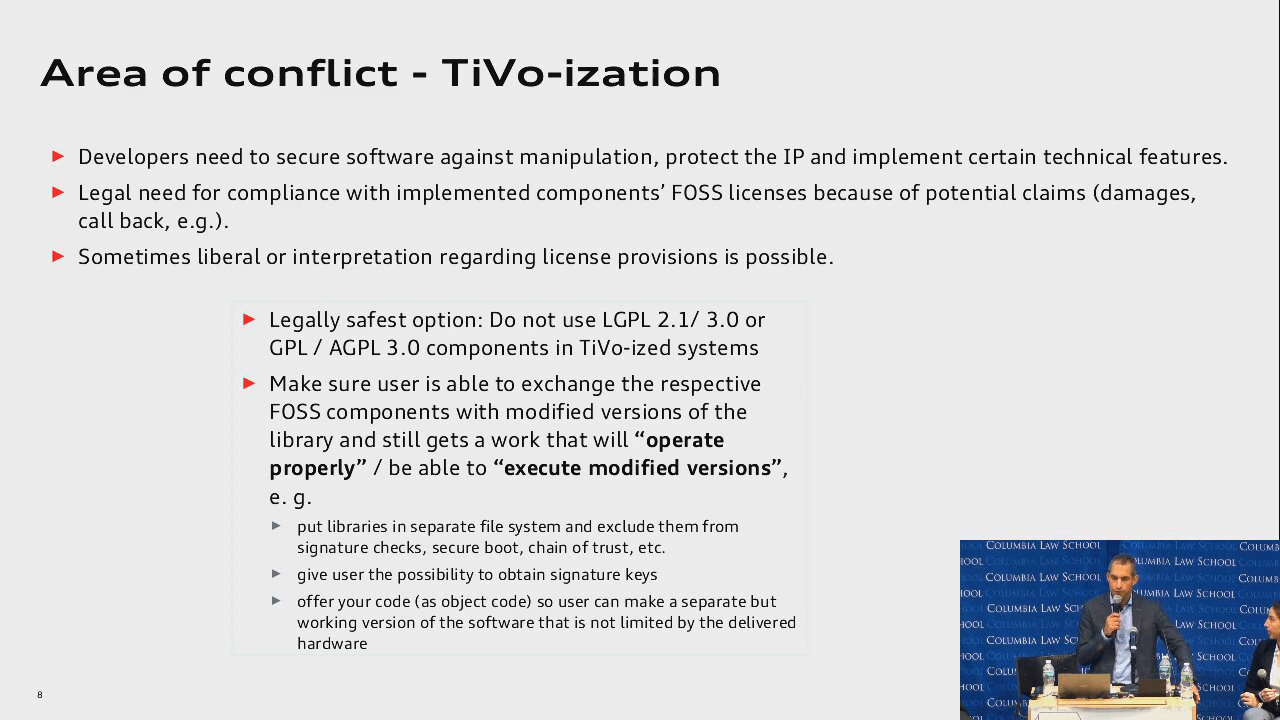 Area of conflict - TiVo-ization
► Developers need to secure software against manipulation, protect the IP and implement certain technical features.
► Legal need for compliance with implemented components’ FOSS licenses because of potential claims (damages,
call back, e.g.).
► Sometimes liberal or interpretation regarding license provisions is possible.
► Legally safest option: Do not use LGPL 2.1/ 3.0 or
GPL / AGPL 3.0 components in TiVo-ized systems
► Make sure user is able to exchange the respective
FOSS components with modified versions of the
library and still gets a work that will “operate
properly” / be able to “execute modified versions”,
e. g.
► put libraries in separate file system and exclude them from
signature checks, secure boot, chain of trust, etc.
► give user the possibility to obtain signature keys
► offer your code (as object code) so user can make a separate but
working version of the software that is not limited by the delivered
hardware
8
COLUMBIA LAW SCHOOL
COLUMBIA LAW SCHOOL
COLUMBIA LAW SCHOOL
COLUMBIA LAW SCHOOL